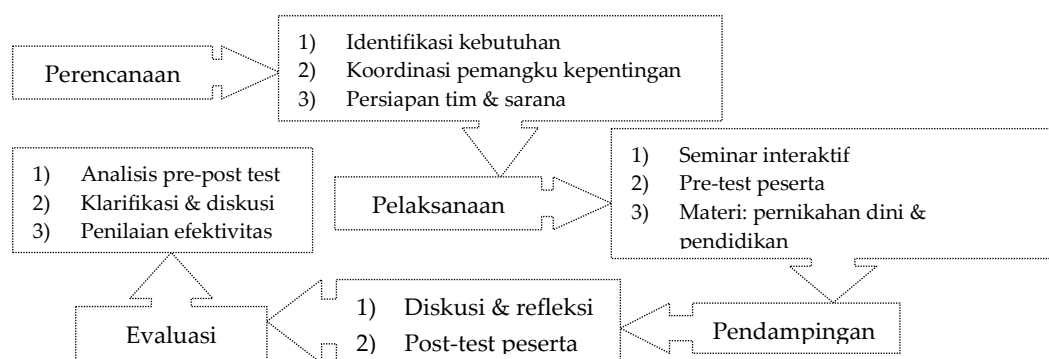 Perencanaan
1) Identifikasi kebutuhan
2) Koordinasi pemangku kepentingan
3) Persiapan tim & sarana
Pelaksanaan
1) Seminar interaktif
2) Pre-test peserta
3) Materi: pernikahan dini &
pendidikan
Pendampingan
1) Diskusi & refleksi
2) Post-test peserta
Evaluasi
1) Analisis pre-post test
2) Klarifikasi & diskusi
3) Penilaian efektivitas